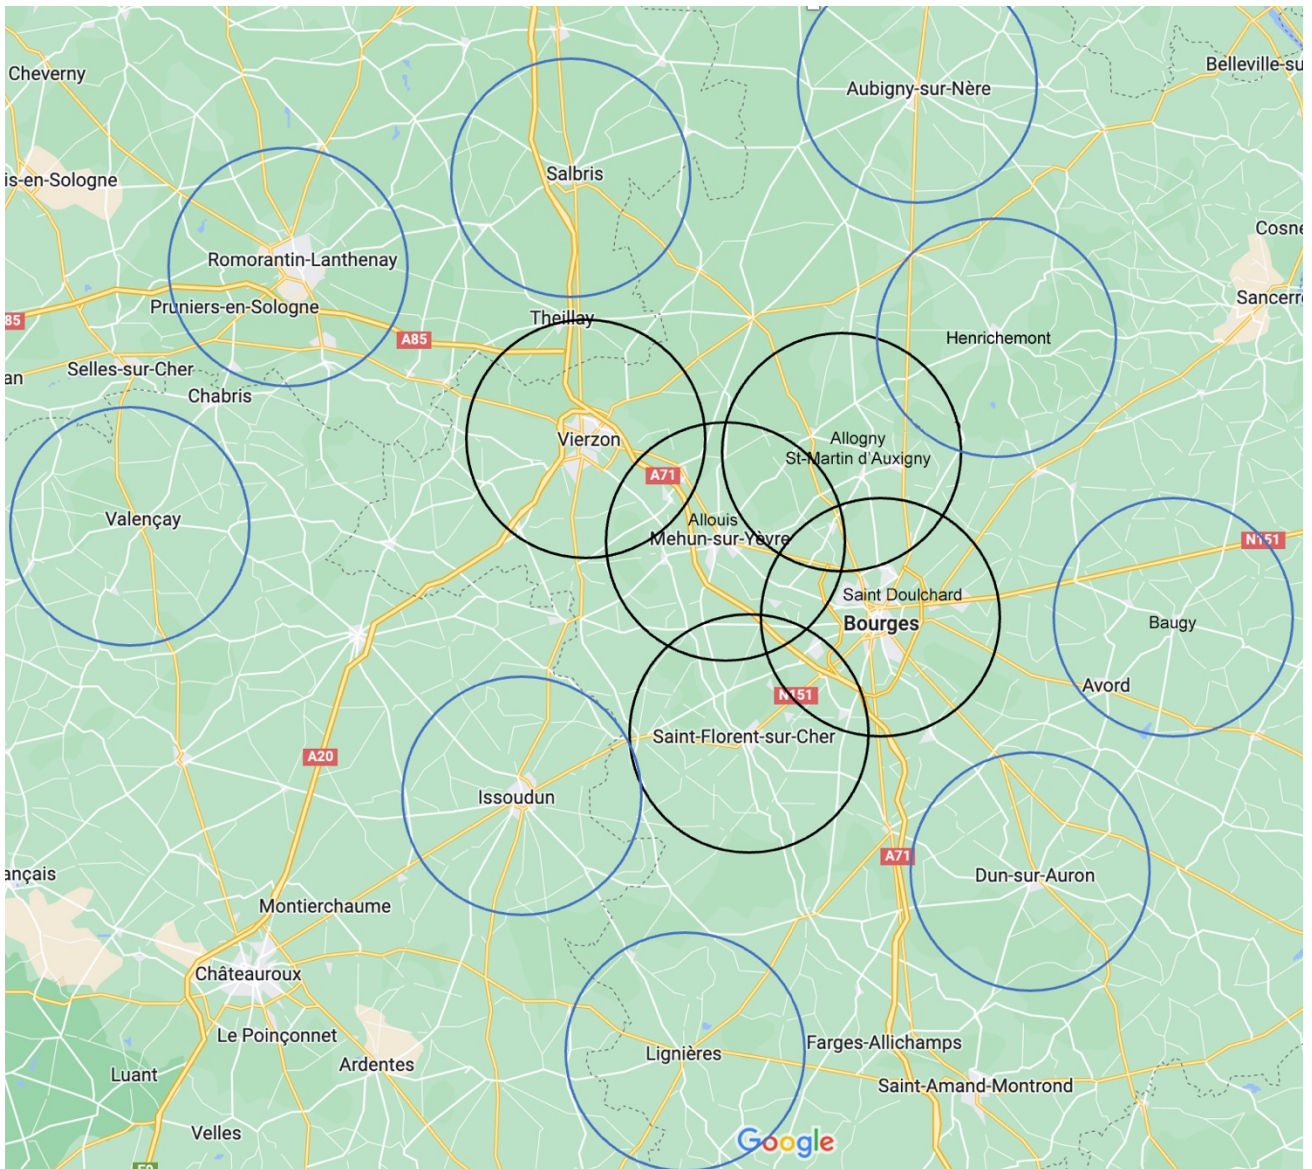 Cheverny
Belleville-su
Aubigny-sur-Nère
Salbris
is-en-Sologne
Cosne
Romorantin-Lanthenay
Sancerre
Pruniers-en-Sologne
Theillay
85
A85
Henrichemont
Selles-sur-Cher
an
Chabris
Vierzon
Allogny
St-Martin d'Auxigny
A71
Valençay
Allouis
Mehun-sur-Yèvre
N151
Saint Doulchard
Bourges
Baugy
Avord
N151
Saint-Florent-sur-Cher
A20
Issoudun
A71
Dun-sur-Auron
ançais
Montierchaume
Châteauroux
Le Poinçonnet
Farges-Allichamps
Lignières
Ardentes
Luant
Saint-Amand-Montrond
Velles
Google